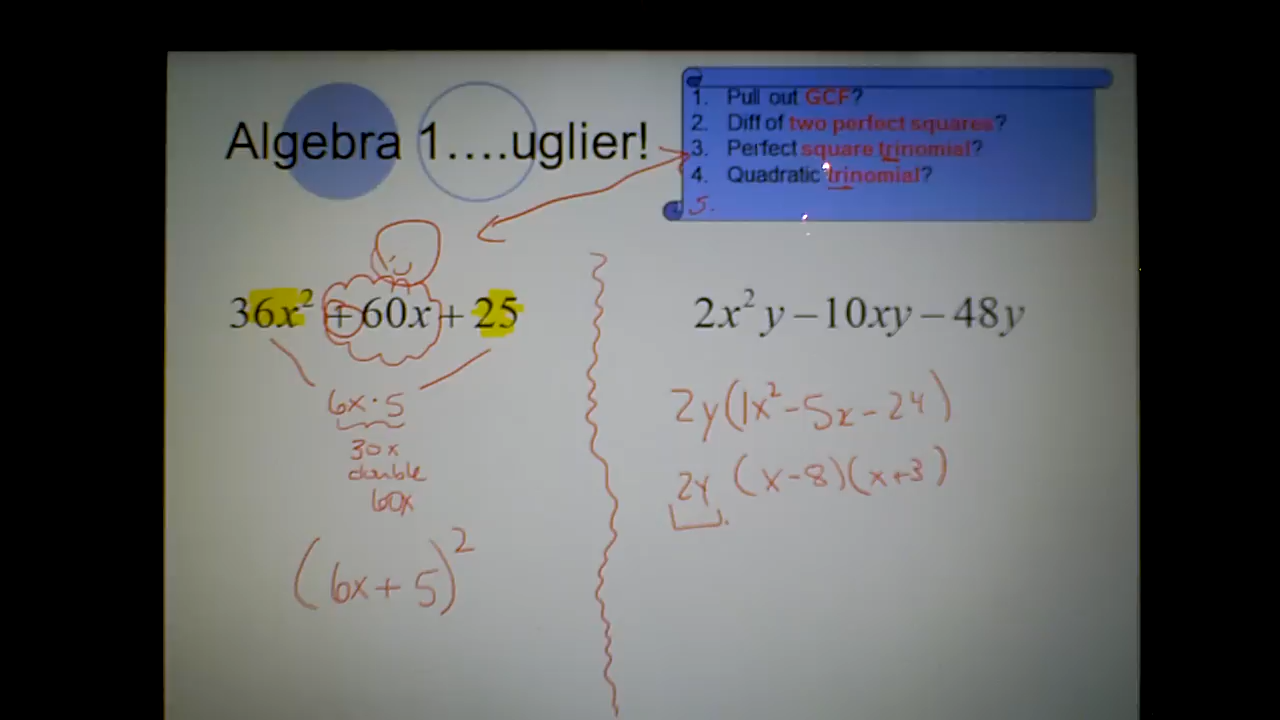 Algebra 1....uglier!
1. Pull out GCF?
2. Diff of two perfect squares?
3. Perfect square trinomial?
4. Quadratic trinomial?
5.
36x² + 60x + 25
6x · 5
30x
double
60x
(6x + 5)²
2x²y − 10xy − 48y
2y(1x² − 5x − 24)
2y (x − 8)(x + 3)